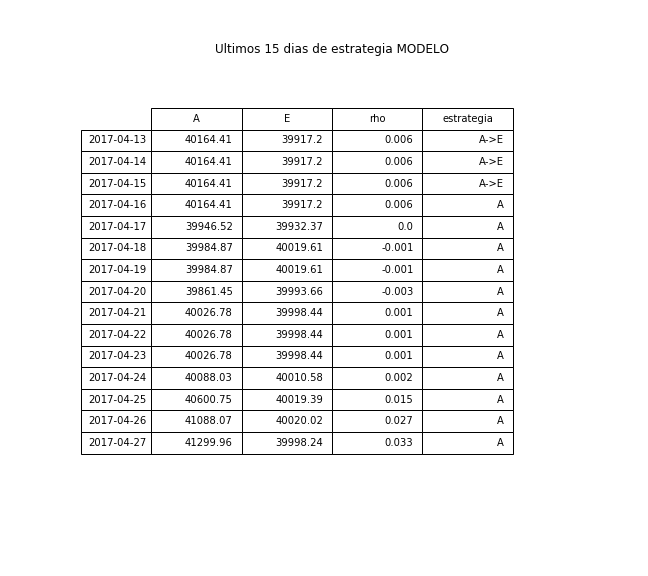 Ultimos 15 dias de estrategia MODELO
A E rho estrategia
2017-04-13 40164.41 39917.2 0.006 A->E
2017-04-14 40164.41 39917.2 0.006 A->E
2017-04-15 40164.41 39917.2 0.006 A->E
2017-04-16 40164.41 39917.2 0.006 A
2017-04-17 39946.52 39932.37 0.0 A
2017-04-18 39984.87 40019.61 -0.001 A
2017-04-19 39984.87 40019.61 -0.001 A
2017-04-20 39861.45 39993.66 -0.003 A
2017-04-21 40026.78 39998.44 0.001 A
2017-04-22 40026.78 39998.44 0.001 A
2017-04-23 40026.78 39998.44 0.001 A
2017-04-24 40088.03 40010.58 0.002 A
2017-04-25 40600.75 40019.39 0.015 A
2017-04-26 41088.07 40020.02 0.027 A
2017-04-27 41299.96 39998.24 0.033 A